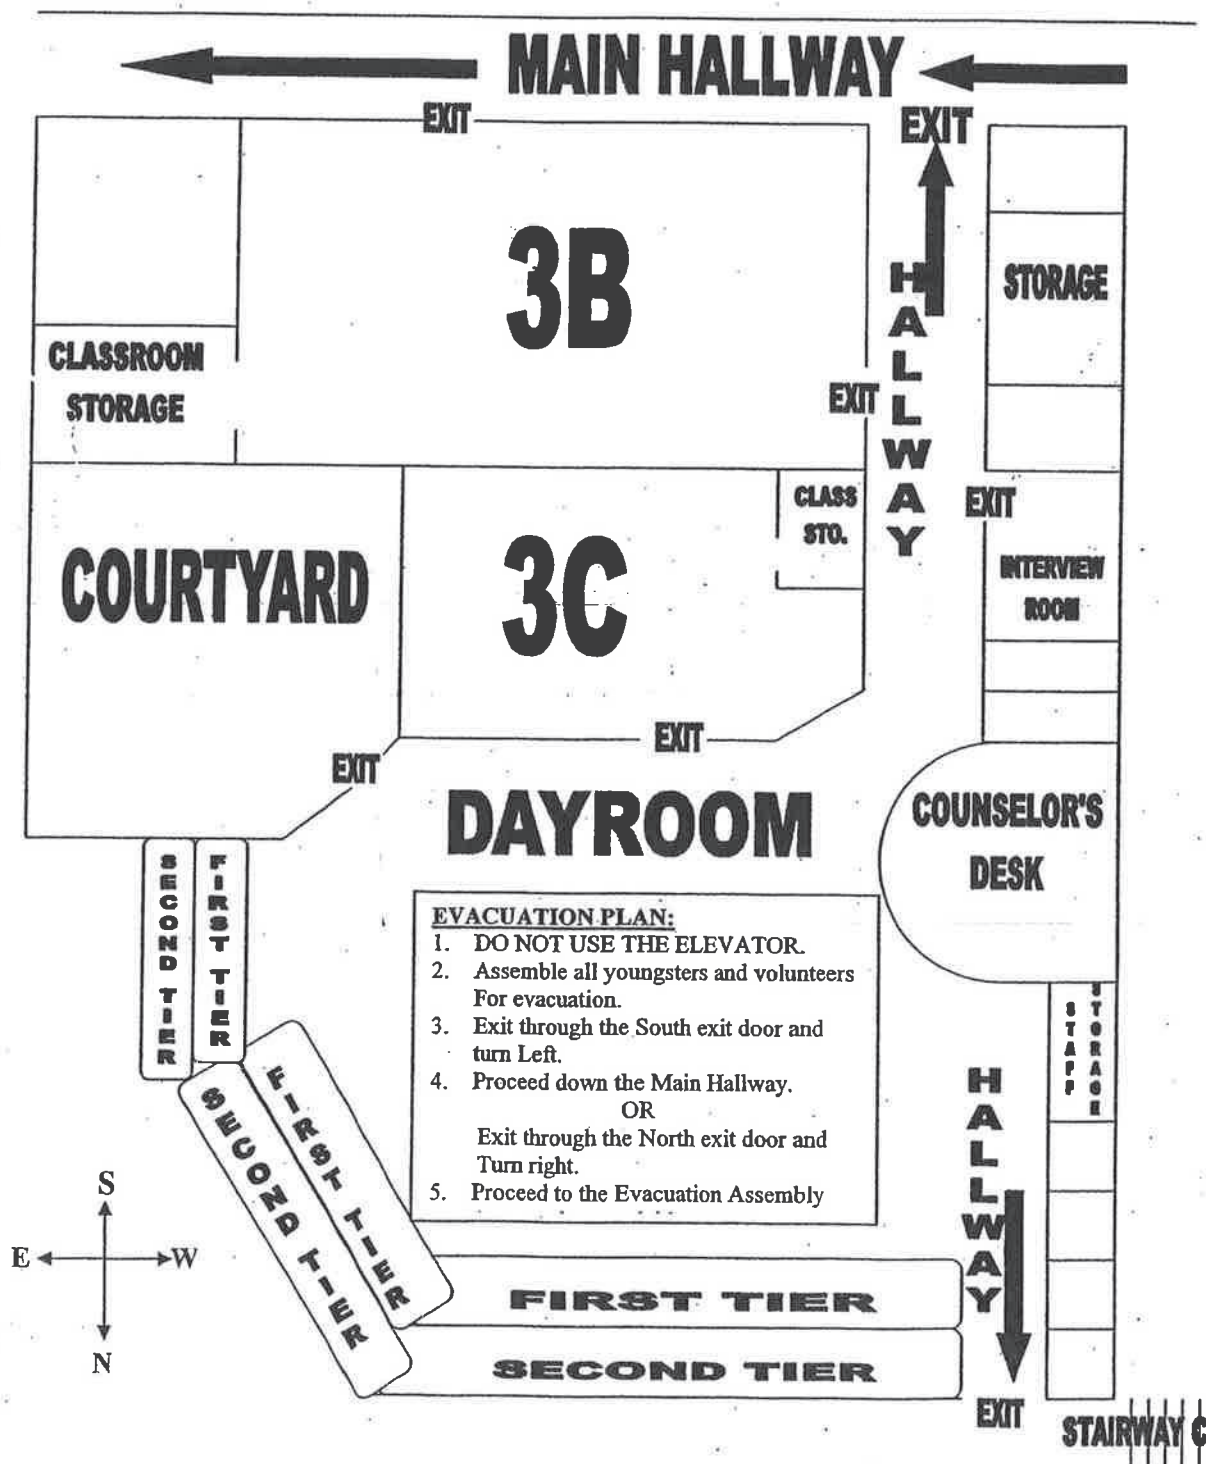 MAIN HALLWAY
EXIT
EXIT
3B
STORAGE
HALLWAY
CLASSROOM
STORAGE
EXIT
CLASS
STO.
EXIT
COURTYARD
3C
INTERVIEW
ROOM
EXIT
EXIT
DAYROOM
COUNSELOR'S
DESK
SECOND TIER
FIRST TIER
EVACUATION PLAN:
1. DO NOT USE THE ELEVATOR.
2. Assemble all youngsters and volunteers
For evacuation.
3. Exit through the South exit door and
turn Left.
4. Proceed down the Main Hallway.
OR
Exit through the North exit door and
Turn right.
5. Proceed to the Evacuation Assembly
STAFF
STORAGE
HALLWAY
FIRST TIER
SECOND TIER
S
E W
N
FIRST TIER
SECOND TIER
EXIT
STAIRWAY C